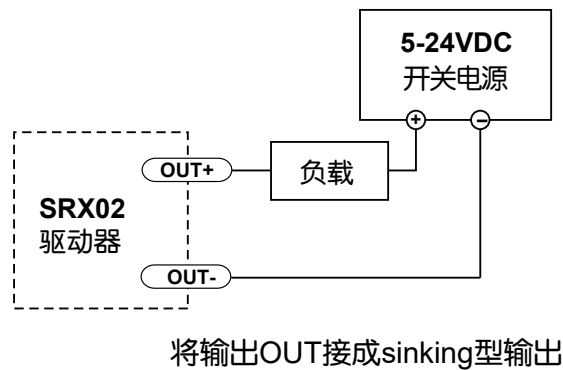 5-24VDC
开关电源
+
−
OUT+
负载
SRX02
驱动器
OUT-
将输出OUT接成sinking型输出